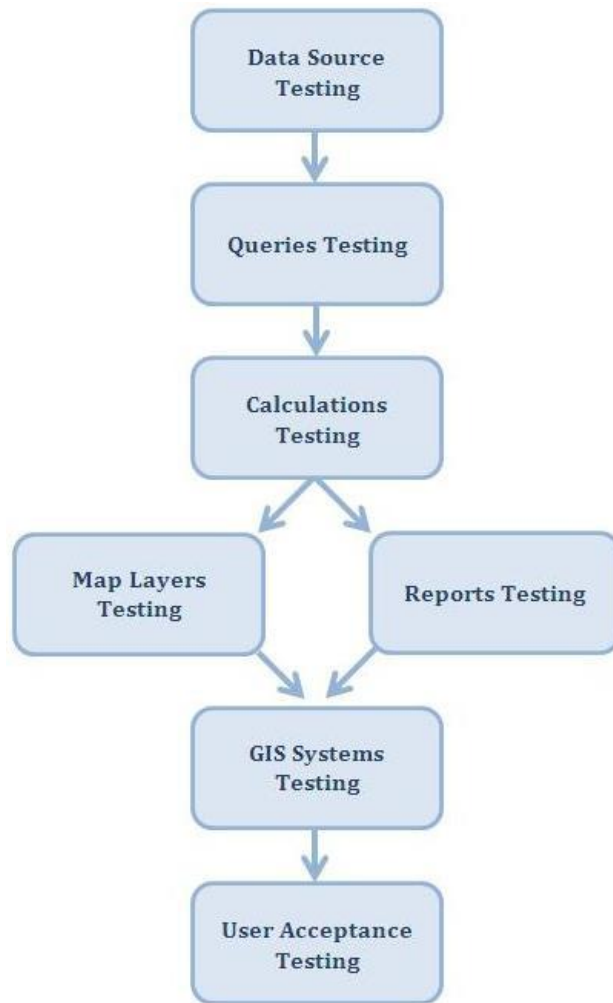 Data Source
Testing
Queries Testing
Calculations
Testing
Map Layers
Testing
Reports Testing
GIS Systems
Testing
User Acceptance
Testing